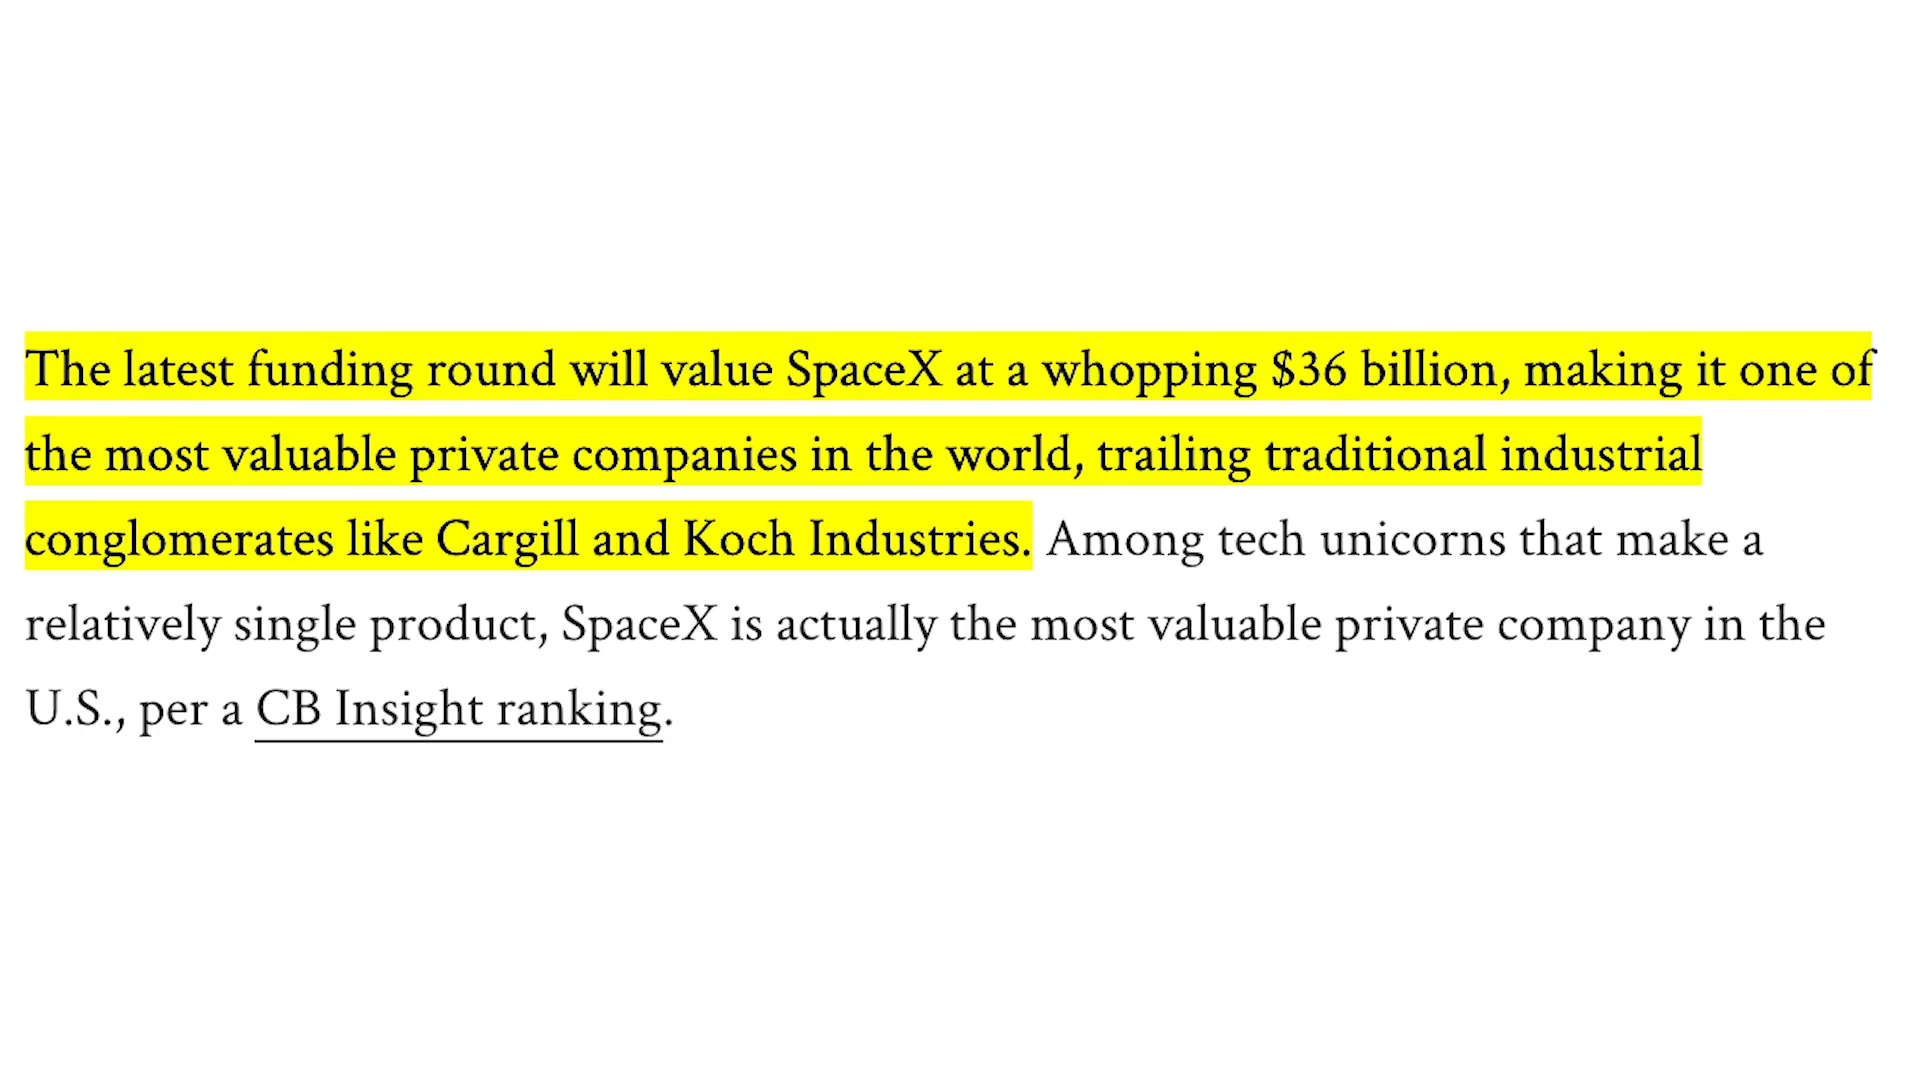 The latest funding round will value SpaceX at a whopping $36 billion, making it one of
the most valuable private companies in the world, trailing traditional industrial
conglomerates like Cargill and Koch Industries. Among tech unicorns that make a
relatively single product, SpaceX is actually the most valuable private company in the
U.S., per a CB Insight ranking.